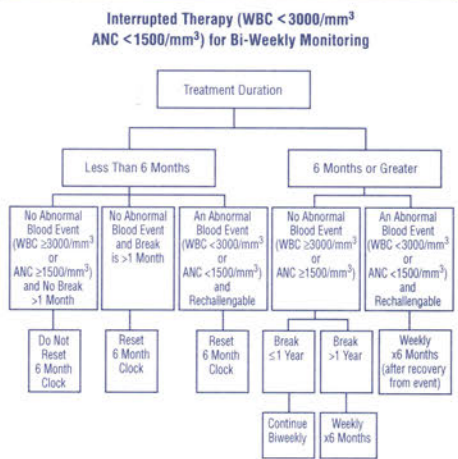 Interrupted Therapy (WBC <3000/mm³
ANC <1500/mm³) for Bi-Weekly Monitoring
Treatment Duration
Less Than 6 Months
6 Months or Greater
No Abnormal
Blood Event
(WBC ≥3000/mm³
or
ANC ≥1500/mm³)
and No Break
>1 Month
No Abnormal
Blood Event
and Break
is >1 Month
An Abnormal
Blood Event
(WBC <3000/mm³
or
ANC <1500/mm³)
and
Rechallengable
No Abnormal
Blood Event
(WBC ≥3000/mm³
or
ANC ≥1500/mm³)
An Abnormal
Blood Event
(WBC <3000/mm³
or
ANC <1500/mm³)
and
Rechallengable
Do Not
Reset
6 Month
Clock
Reset
6 Month
Clock
Reset
6 Month
Clock
Break
≤1 Year
Break
>1 Year
Weekly
x6 Months
(after recovery
from event)
Continue
Biweekly
Weekly
x6 Months